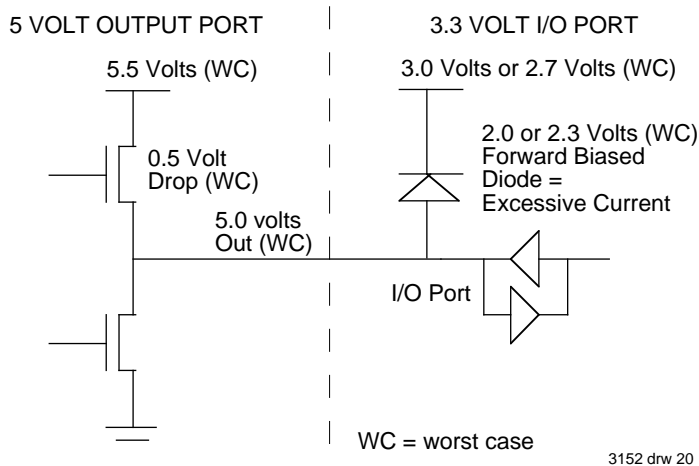 5 VOLT OUTPUT PORT
3.3 VOLT I/O PORT
5.5 Volts (WC)
3.0 Volts or 2.7 Volts (WC)
0.5 Volt
Drop (WC)
2.0 or 2.3 Volts (WC)
Forward Biased
Diode =
Excessive Current
5.0 volts
Out (WC)
I/O Port
WC = worst case
3152 drw 20